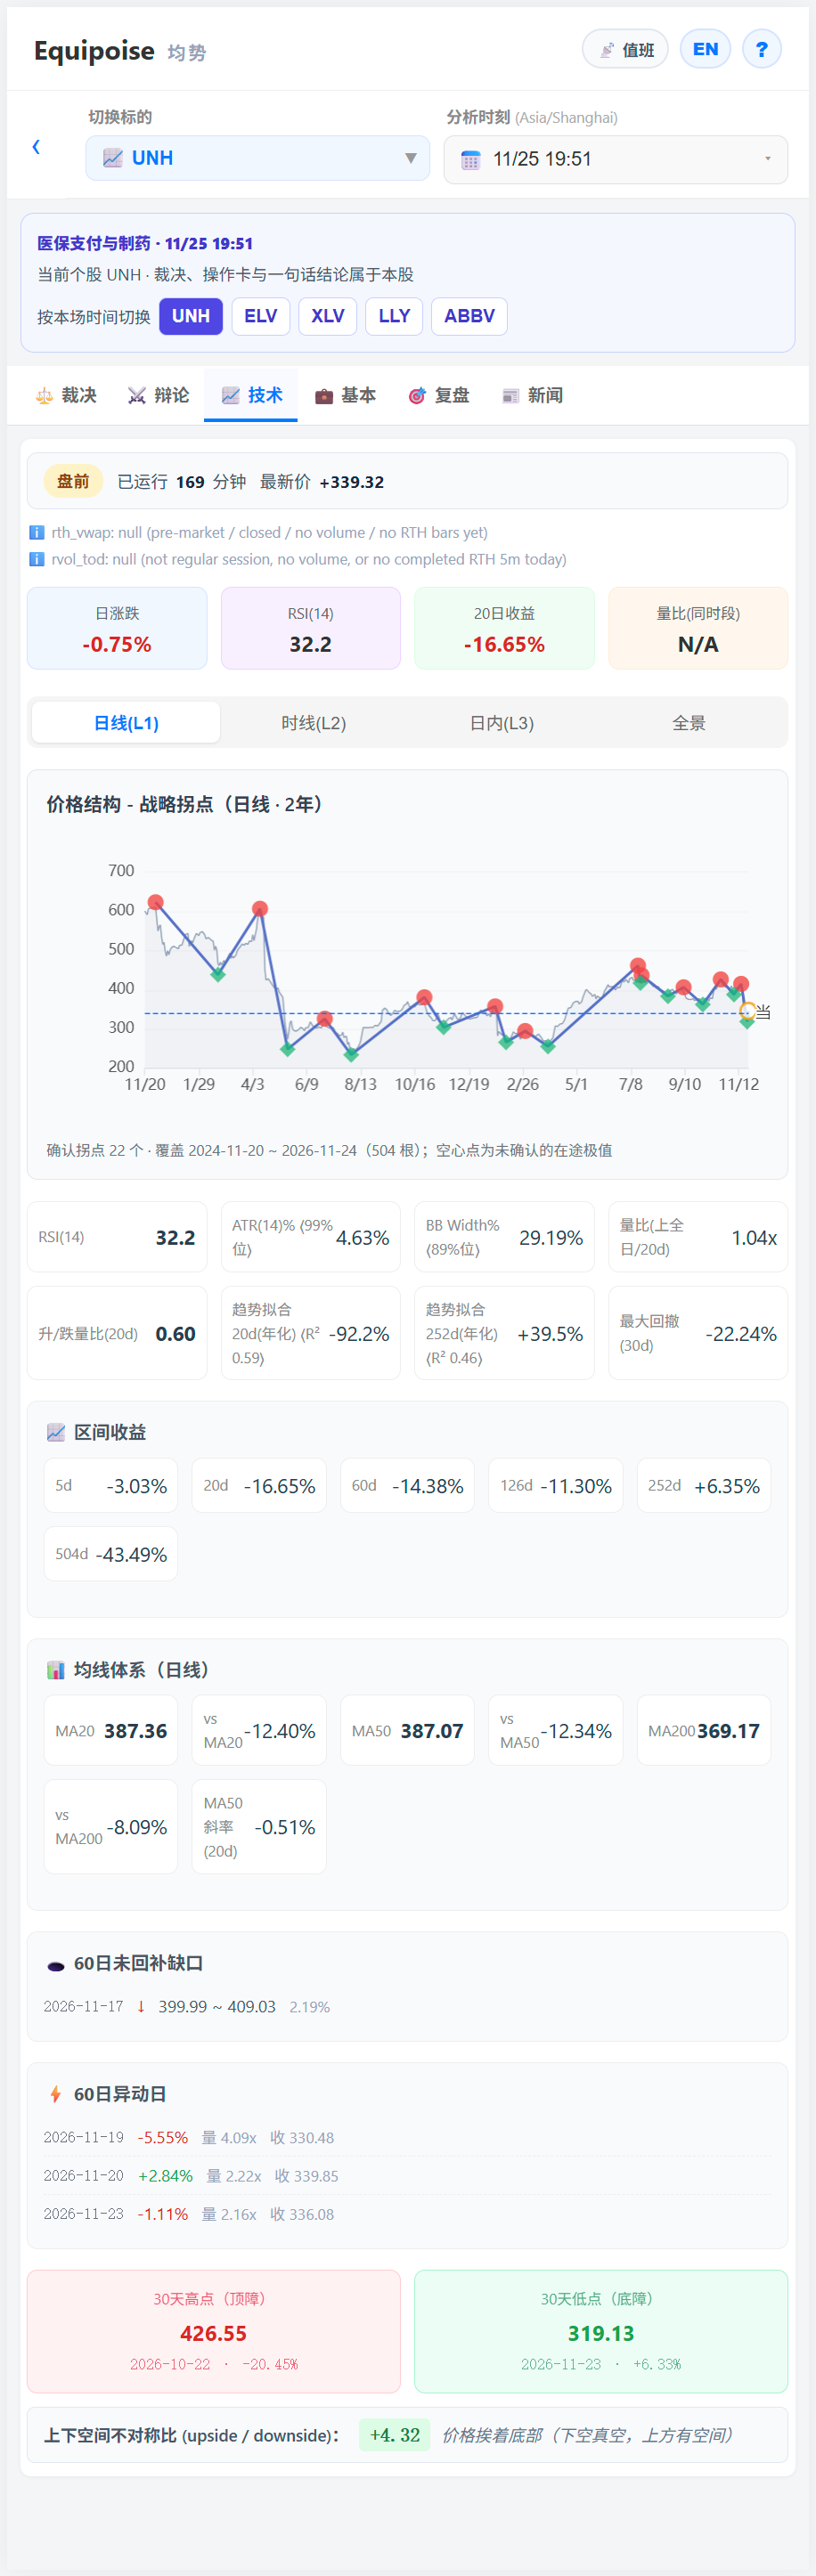 Equipoise 均势
值班
EN
?
‹
切换标的
UNH
分析时刻 (Asia/Shanghai)
11/25 19:51
医保支付与制药 · 11/25 19:51
当前个股 UNH · 裁决、操作卡与一句话结论属于本股
按本场时间切换 UNH ELV XLV LLY ABBV
裁决 辩论 技术 基本 复盘 新闻
盘前 已运行 169 分钟 最新价 +339.32
rth_vwap: null (pre-market / closed / no volume / no RTH bars yet)
rvol_tod: null (not regular session, no volume, or no completed RTH 5m today)
日涨跌
-0.75%
RSI(14)
32.2
20日收益
-16.65%
量比(同时段)
N/A
日线(L1) 时线(L2) 日内(L3) 全景
价格结构 - 战略拐点（日线 · 2年）
700
600
500
400
300
200
当
11/20 1/29 4/3 6/9 8/13 10/16 12/19 2/26 5/1 7/8 9/10 11/12
确认拐点 22 个 · 覆盖 2024-11-20 ~ 2026-11-24（504 根）；空心点为未确认的在途极值
RSI(14) 32.2
ATR(14)% (99%位) 4.63%
BB Width% (89%位) 29.19%
量比(上全日/20d) 1.04x
升/跌量比(20d) 0.60
趋势拟合 20d(年化) (R² 0.59) -92.2%
趋势拟合 252d(年化) (R² 0.46) +39.5%
最大回撤 (30d) -22.24%
区间收益
5d -3.03%
20d -16.65%
60d -14.38%
126d -11.30%
252d +6.35%
504d -43.49%
均线体系（日线）
MA20 387.36
vs MA20 -12.40%
MA50 387.07
vs MA50 -12.34%
MA200 369.17
vs MA200 -8.09%
MA50 斜率 (20d) -0.51%
60日未回补缺口
2026-11-17 ↓ 399.99 ~ 409.03 2.19%
60日异动日
2026-11-19 -5.55% 量 4.09x 收 330.48
2026-11-20 +2.84% 量 2.22x 收 339.85
2026-11-23 -1.11% 量 2.16x 收 336.08
30天高点（顶障）
426.55
2026-10-22 · -20.45%
30天低点（底障）
319.13
2026-11-23 · +6.33%
上下空间不对称比 (upside / downside)： +4.32 价格挨着底部（下空真空，上方有空间）